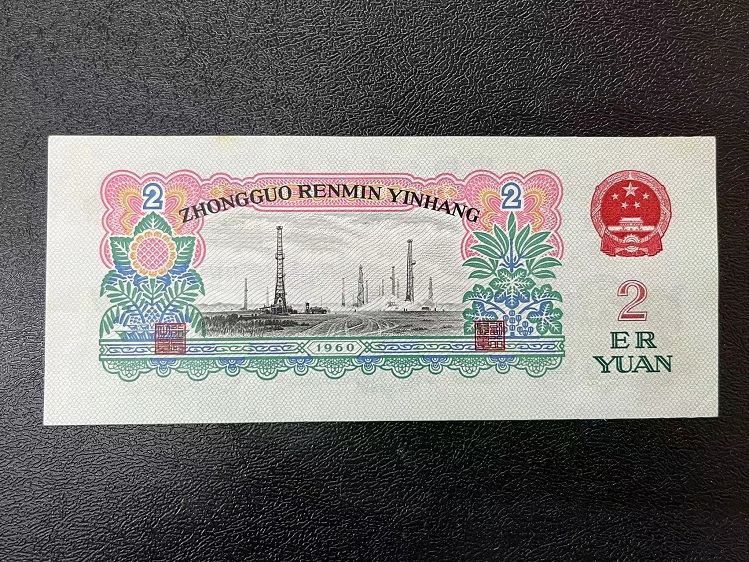 2
2
ZHONGGUO RENMIN YINHANG
1960
2
ER
YUAN